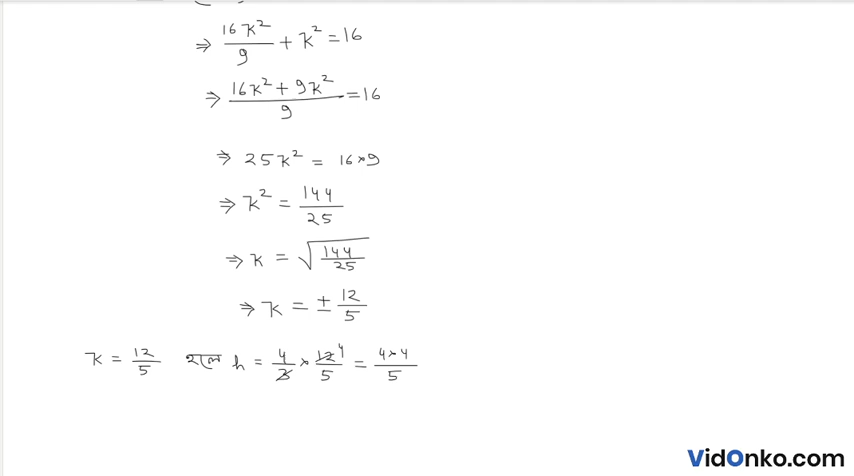 ⇒ 16K²/9 + K² = 16
⇒ (16K² + 9K²)/9 = 16
⇒ 25K² = 16×9
⇒ K² = 144/25
⇒ K = √(144/25)
⇒ K = ± 12/5
K = 12/5 হলে h = 4/3 × 12/5 4 = 4×4/5
VidOnko.com